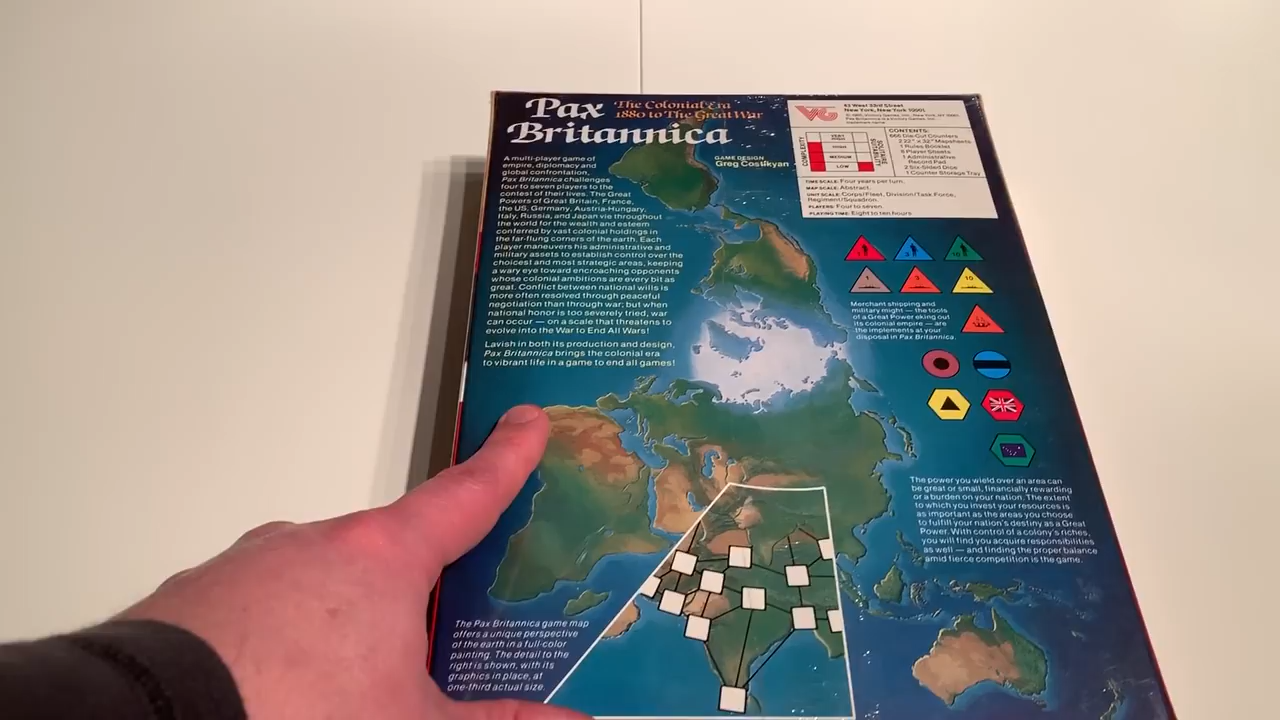 Pax
Britannica
The Colonial Era
1880 to The Great War
GAME DESIGN
Greg Costikyan
A multi-player game of
empire, diplomacy and
global confrontation,
Pax Britannica challenges
four to seven players to the
contest of their lives. The Great
Powers of Great Britain, France,
the US, Germany, Austria-Hungary,
Italy, Russia, and Japan vie throughout
the world for the wealth and esteem
conferred by vast colonial holdings in
the far-flung corners of the earth. Each
player maneuvers his administrative and
military assets to establish control over the
choicest and most strategic areas, keeping
a wary eye toward encroaching opponents
whose colonial ambitions are every bit as
great. Conflict between national wills is
more often resolved through peaceful
negotiation than through war; but when
national honor is too severely tried, war
can occur — on a scale that threatens to
evolve into the War to End All Wars!
Lavish in both its production and design,
Pax Britannica brings the colonial era
to vibrant life in a game to end all games!
VG
43 West 33rd Street
New York, New York 10001
COMPLEXITY
VERY HIGH
HIGH
MEDIUM
LOW
SOLITAIRE SUITABILITY
CONTENTS:
666 Die-Cut Counters
2 22" x 32" Mapsheets
1 Rules Booklet
8 Player Sheets
1 Administrative
Record Pad
2 Six-Sided Dice
1 Counter Storage Tray
TIME SCALE: Four years per turn.
MAP SCALE: Abstract.
UNIT SCALE: Corps/Fleet, Division/Task Force,
Regiment/Squadron.
PLAYERS: Four to seven.
PLAYING TIME: Eight to ten hours
1
3
10
1
3
10
Merchant shipping and
military might — the tools
of a Great Power eking out
its colonial empire — are
the implements at your
disposal in Pax Britannica.
The power you wield over an area can
be great or small, financially rewarding
or a burden on your nation. The extent
to which you invest your resources is
as important as the areas you choose
to fulfill your nation's destiny as a Great
Power. With control of a colony's riches,
you will find you acquire responsibilities
as well — and finding the proper balance
amid fierce competition is the game.
The Pax Britannica game map
offers a unique perspective
of the earth in a full-color
painting. The detail to the
right is shown, with its
graphics in place, at
one-third actual size.